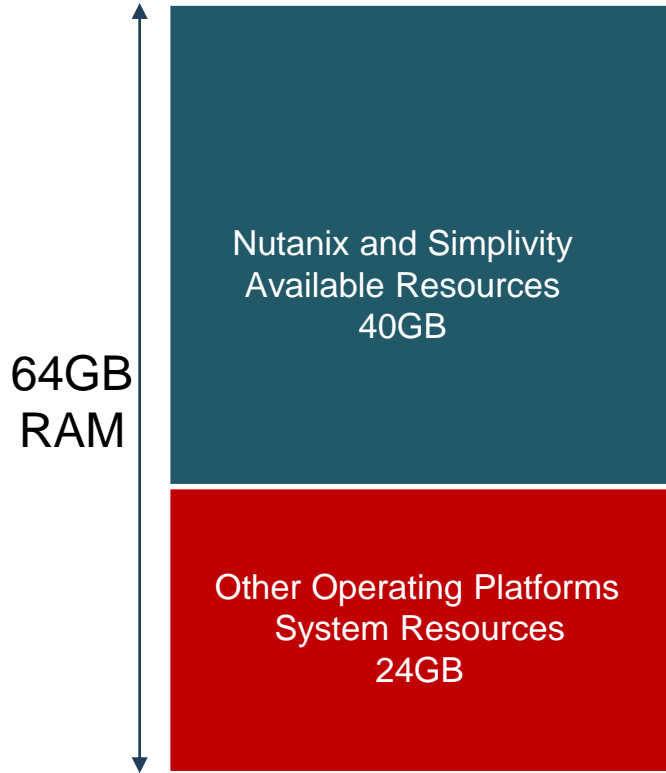 64GB
RAM
Nutanix and Simplivity
Available Resources
40GB
Other Operating Platforms
System Resources
24GB